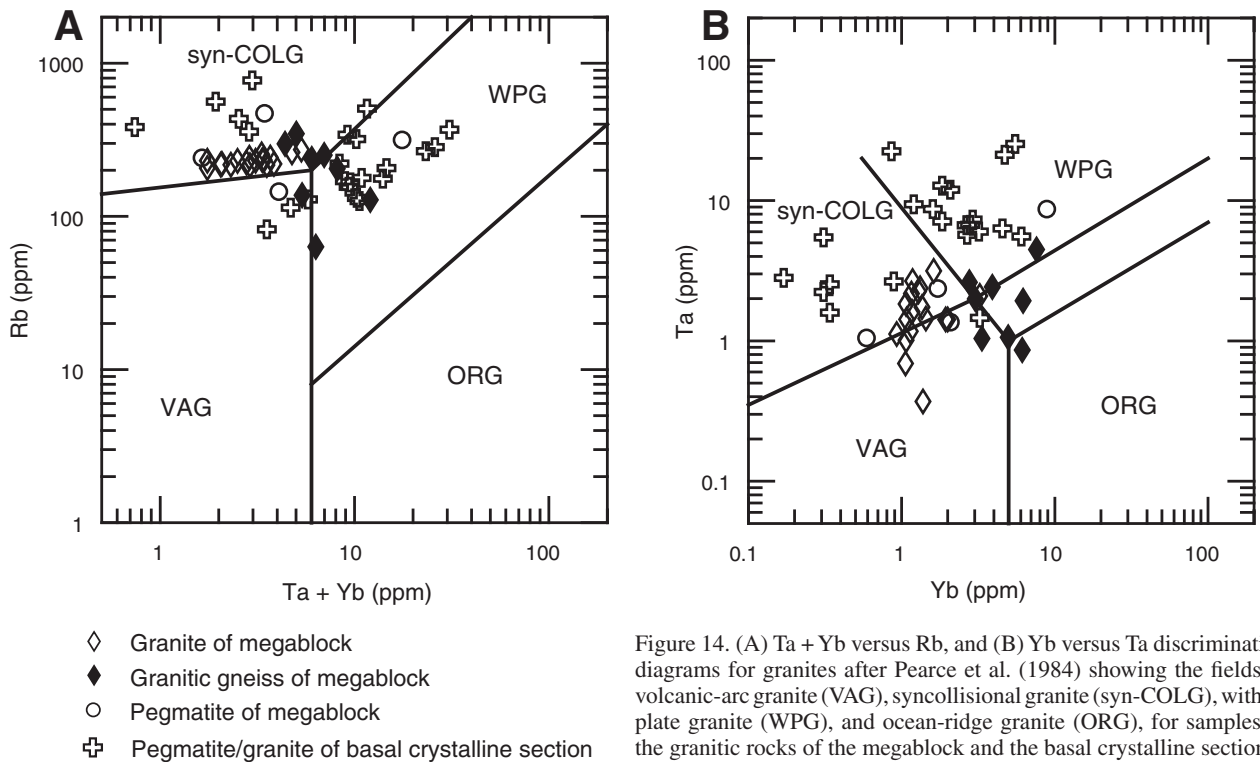 A
B
syn-COLG
WPG
VAG
ORG
1000
100
10
1
Rb (ppm)
1 10 100
Ta + Yb (ppm)
syn-COLG
WPG
VAG
ORG
100
10
1
0.1
Ta (ppm)
0.1 1 10 100
Yb (ppm)
Granite of megablock
Granitic gneiss of megablock
Pegmatite of megablock
Pegmatite/granite of basal crystalline section
Figure 14. (A) Ta + Yb versus Rb, and (B) Yb versus Ta discriminati
diagrams for granites after Pearce et al. (1984) showing the fields
volcanic-arc granite (VAG), syncollisional granite (syn-COLG), with
plate granite (WPG), and ocean-ridge granite (ORG), for samples
the granitic rocks of the megablock and the basal crystalline section